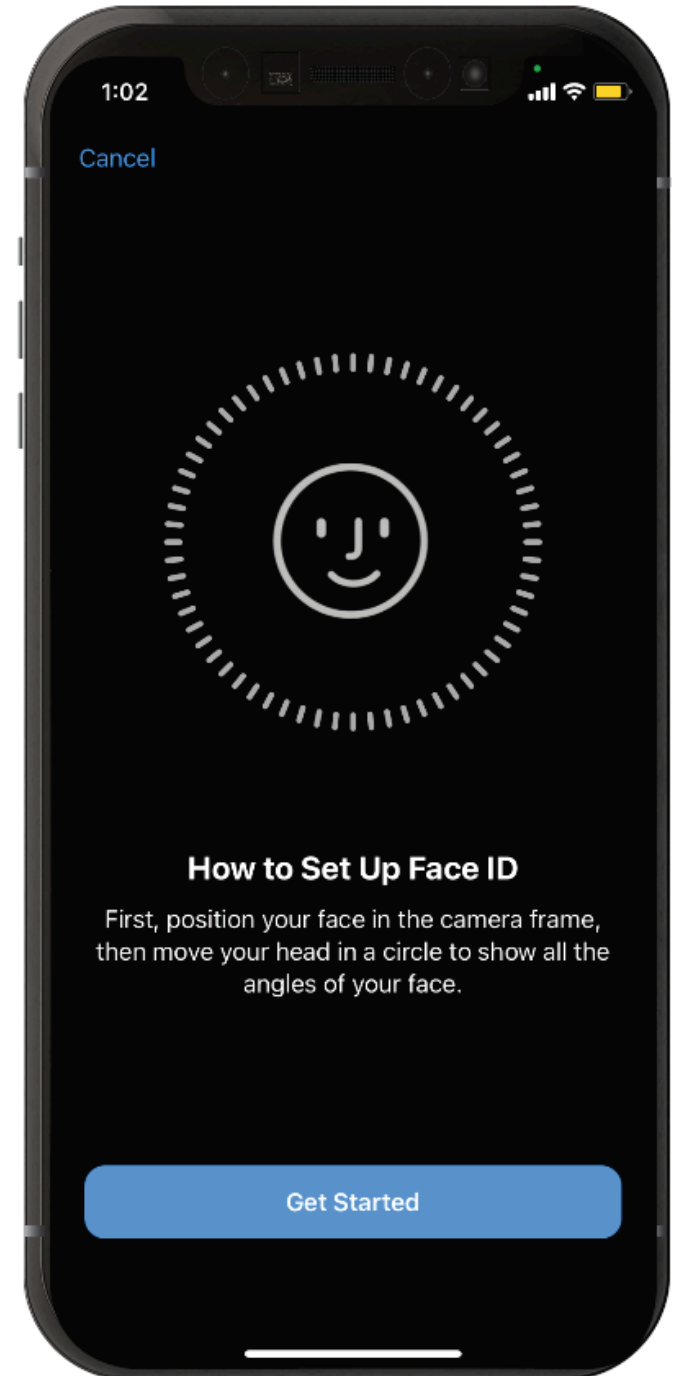 1:02
Cancel
How to Set Up Face ID
First, position your face in the camera frame,
then move your head in a circle to show all the
angles of your face.
Get Started